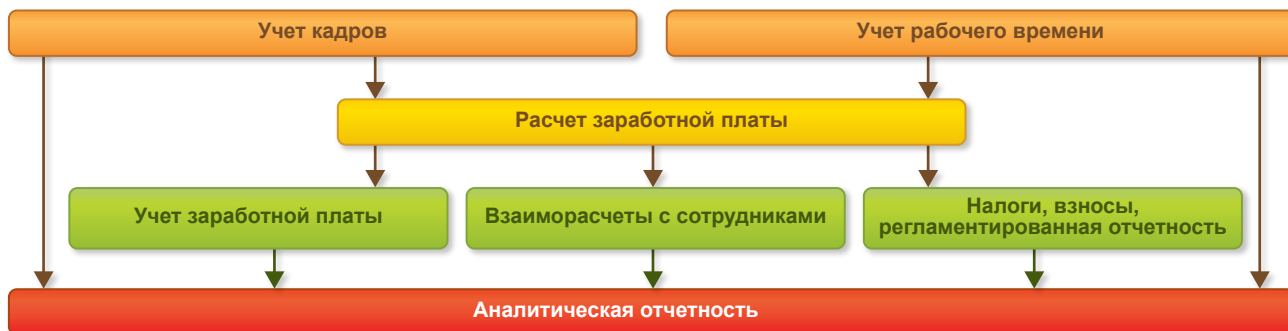 Учет кадров
Учет рабочего времени
Расчет заработной платы
Учет заработной платы
Взаиморасчеты с сотрудниками
Налоги, взносы,
регламентированная отчетность
Аналитическая отчетность